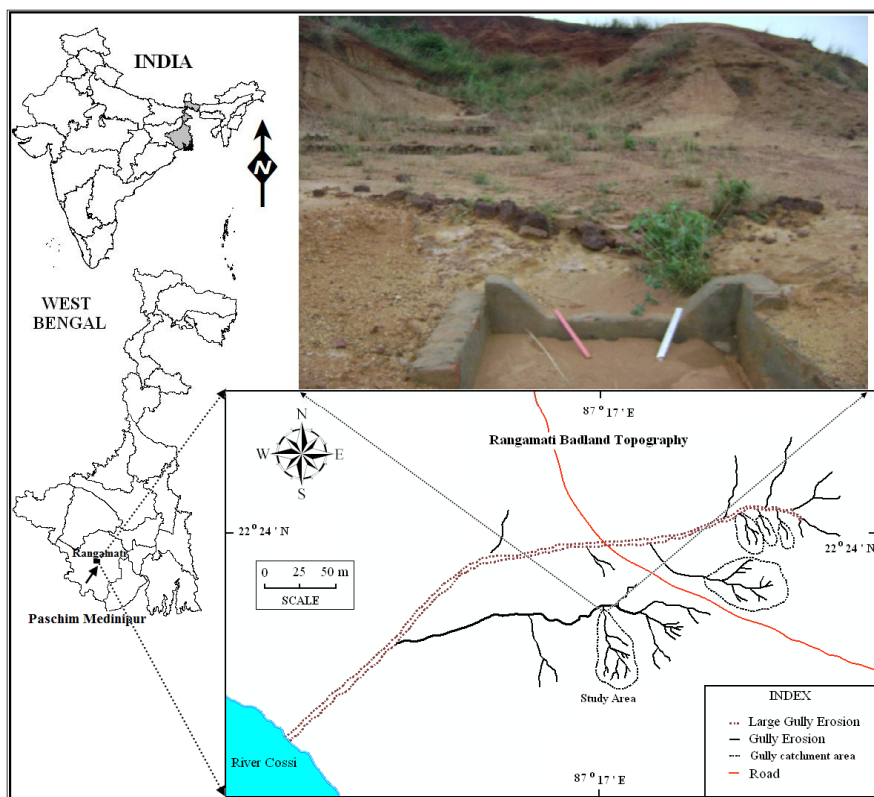 INDIA
N
WEST
BENGAL
Rangamati
Paschim Medinipur
87° 17' E
Rangamati Badland Topography
N
W E
S
22° 24' N
22° 24' N
0 25 50 m
SCALE
Study Area
River Cossi
87° 17' E
INDEX
Large Gully Erosion
Gully Erosion
Gully catchment area
Road